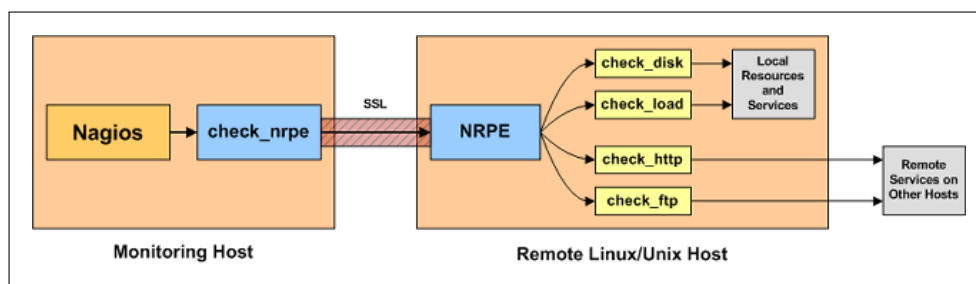 Nagios
check_nrpe
SSL
NRPE
check_disk
check_load
check_http
check_ftp
Local
Resources
and
Services
Remote
Services on
Other Hosts
Monitoring Host
Remote Linux/Unix Host